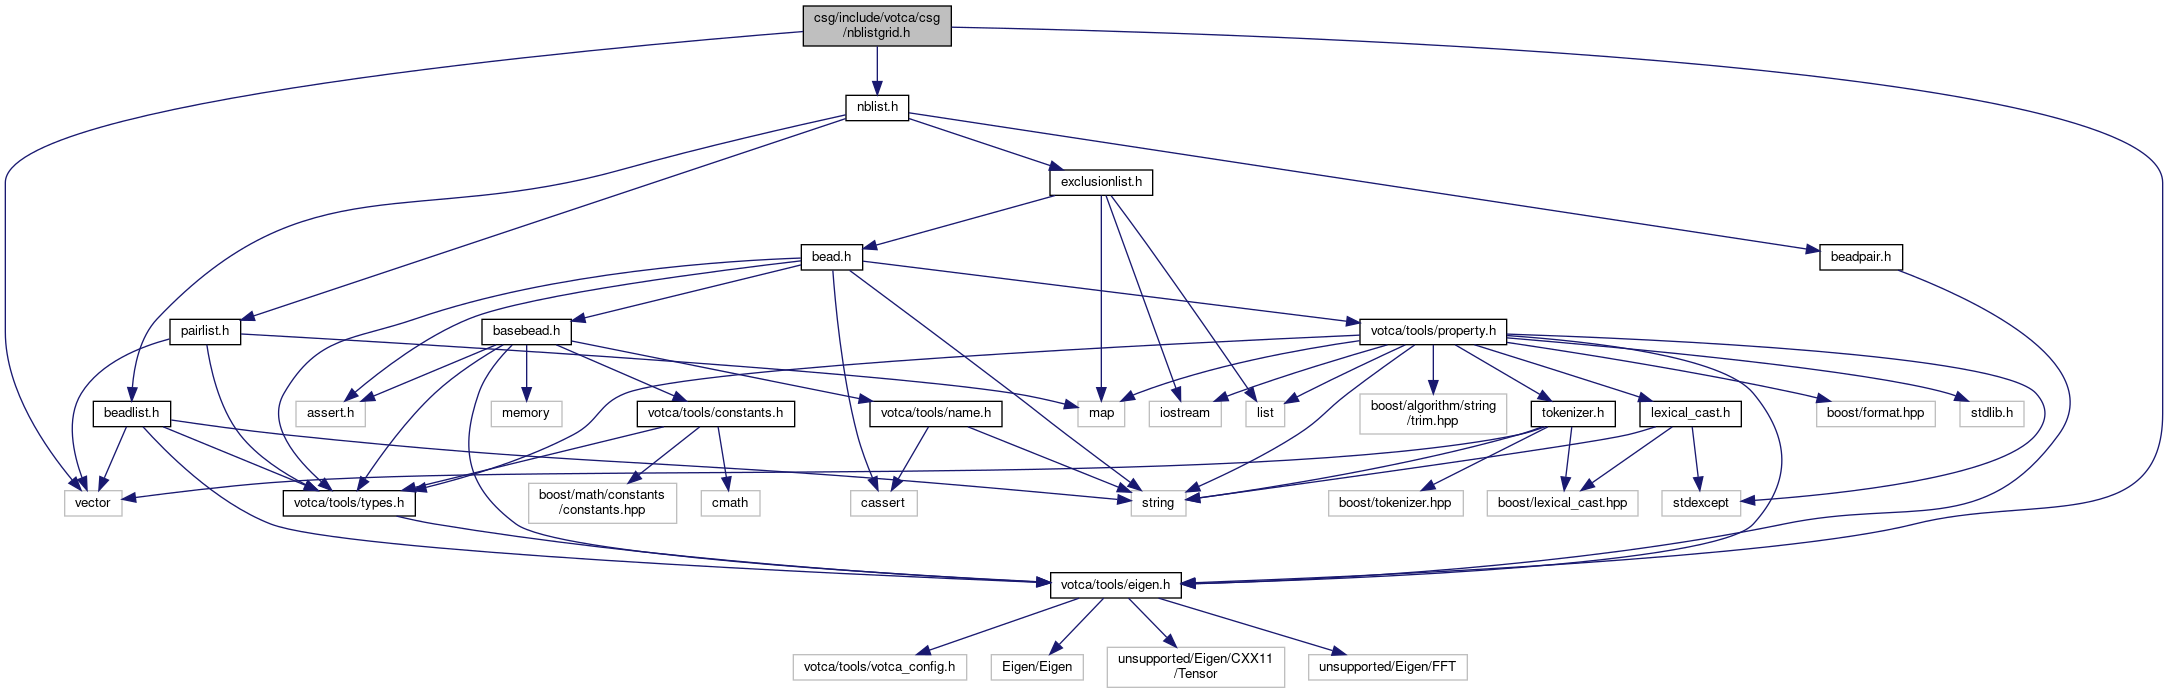 csg/include/votca/csg
/nblistgrid.h
nblist.h
exclusionlist.h
bead.h
beadpair.h
pairlist.h
basebead.h
votca/tools/property.h
beadlist.h
assert.h
memory
votca/tools/constants.h
votca/tools/name.h
map
iostream
list
boost/algorithm/string
/trim.hpp
tokenizer.h
lexical_cast.h
boost/format.hpp
stdlib.h
vector
votca/tools/types.h
boost/math/constants
/constants.hpp
cmath
cassert
string
boost/tokenizer.hpp
boost/lexical_cast.hpp
stdexcept
votca/tools/eigen.h
votca/tools/votca_config.h
Eigen/Eigen
unsupported/Eigen/CXX11
/Tensor
unsupported/Eigen/FFT